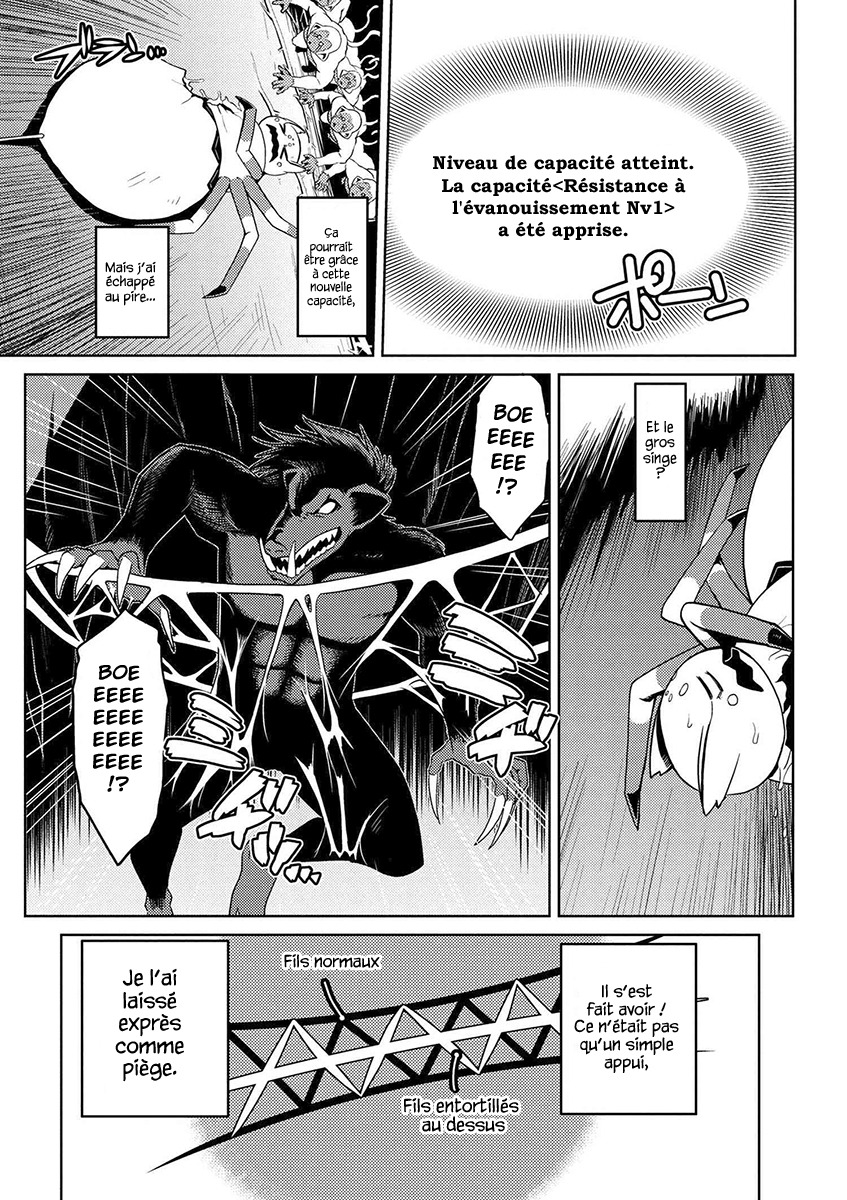 Niveau de capacité atteint.
La capacité<Résistance à
l'évanouissement Nv1>
a été apprise.
ポーン
ブラン…
Ça
pourrait
être grâce
à cette
nouvelle
capacité,
Mais j'ai
échappé
au pire...
Et le
gros
singe
?
BOE
EEEE
EEE
!?
BOE
EEEE
EEEE
EEEE
EEEE
!?
Il s'est
fait avoir !
Ce n'était pas
qu'un simple
appui,
Fils normaux
Fils entortillés
au dessus
Je l'ai
laissé
exprès
comme
piège.